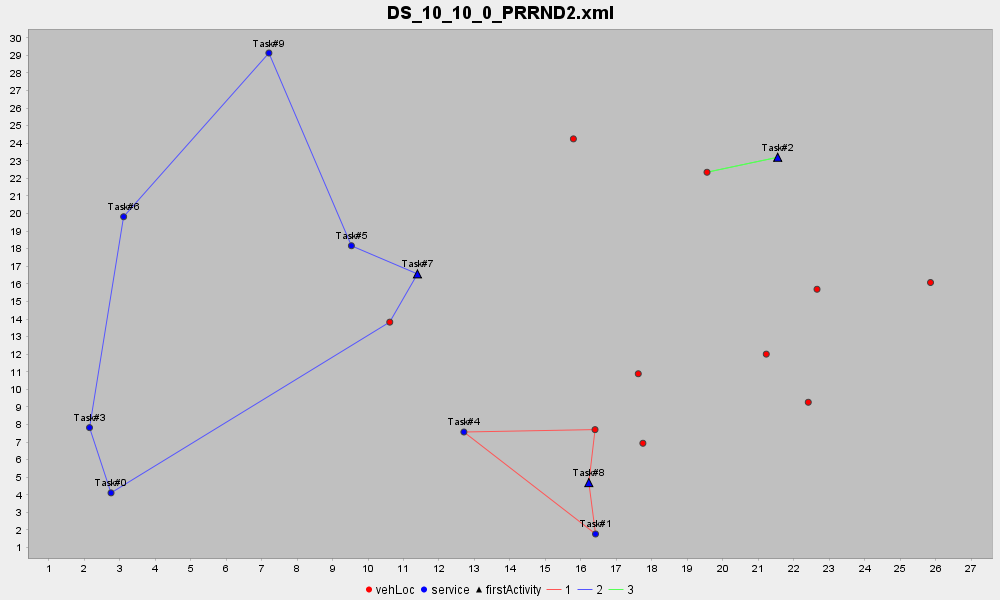 DS_10_10_0_PRRND2.xml
30
29
28
27
26
25
24
23
22
21
20
19
18
17
16
15
14
13
12
11
10
9
8
7
6
5
4
3
2
1
Task#9
Task#2
Task#6
Task#5
Task#7
Task#3
Task#4
Task#8
Task#0
Task#1
1 2 3 4 5 6 7 8 9 10 11 12 13 14 15 16 17 18 19 20 21 22 23 24 25 26 27
vehLoc service firstActivity 1 2 3